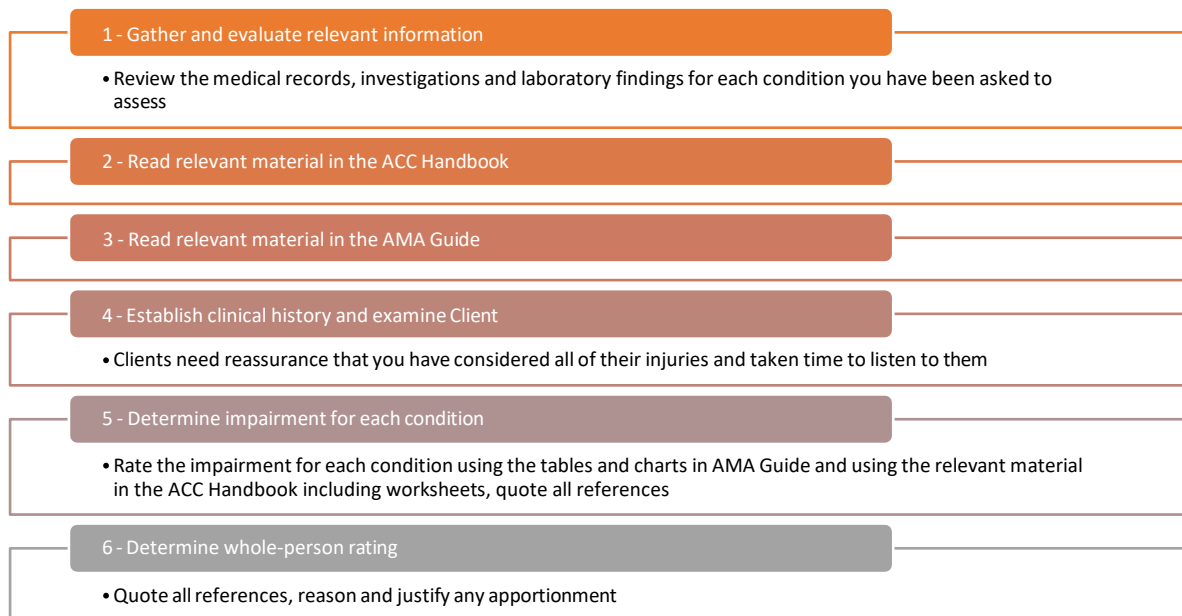 1 - Gather and evaluate relevant information
• Review the medical records, investigations and laboratory findings for each condition you have been asked to
assess
2 - Read relevant material in the ACC Handbook
3 - Read relevant material in the AMA Guide
4 - Establish clinical history and examine Client
• Clients need reassurance that you have considered all of their injuries and taken time to listen to them
5 - Determine impairment for each condition
• Rate the impairment for each condition using the tables and charts in AMA Guide and using the relevant material
in the ACC Handbook including worksheets, quote all references
6 - Determine whole-person rating
• Quote all references, reason and justify any apportionment